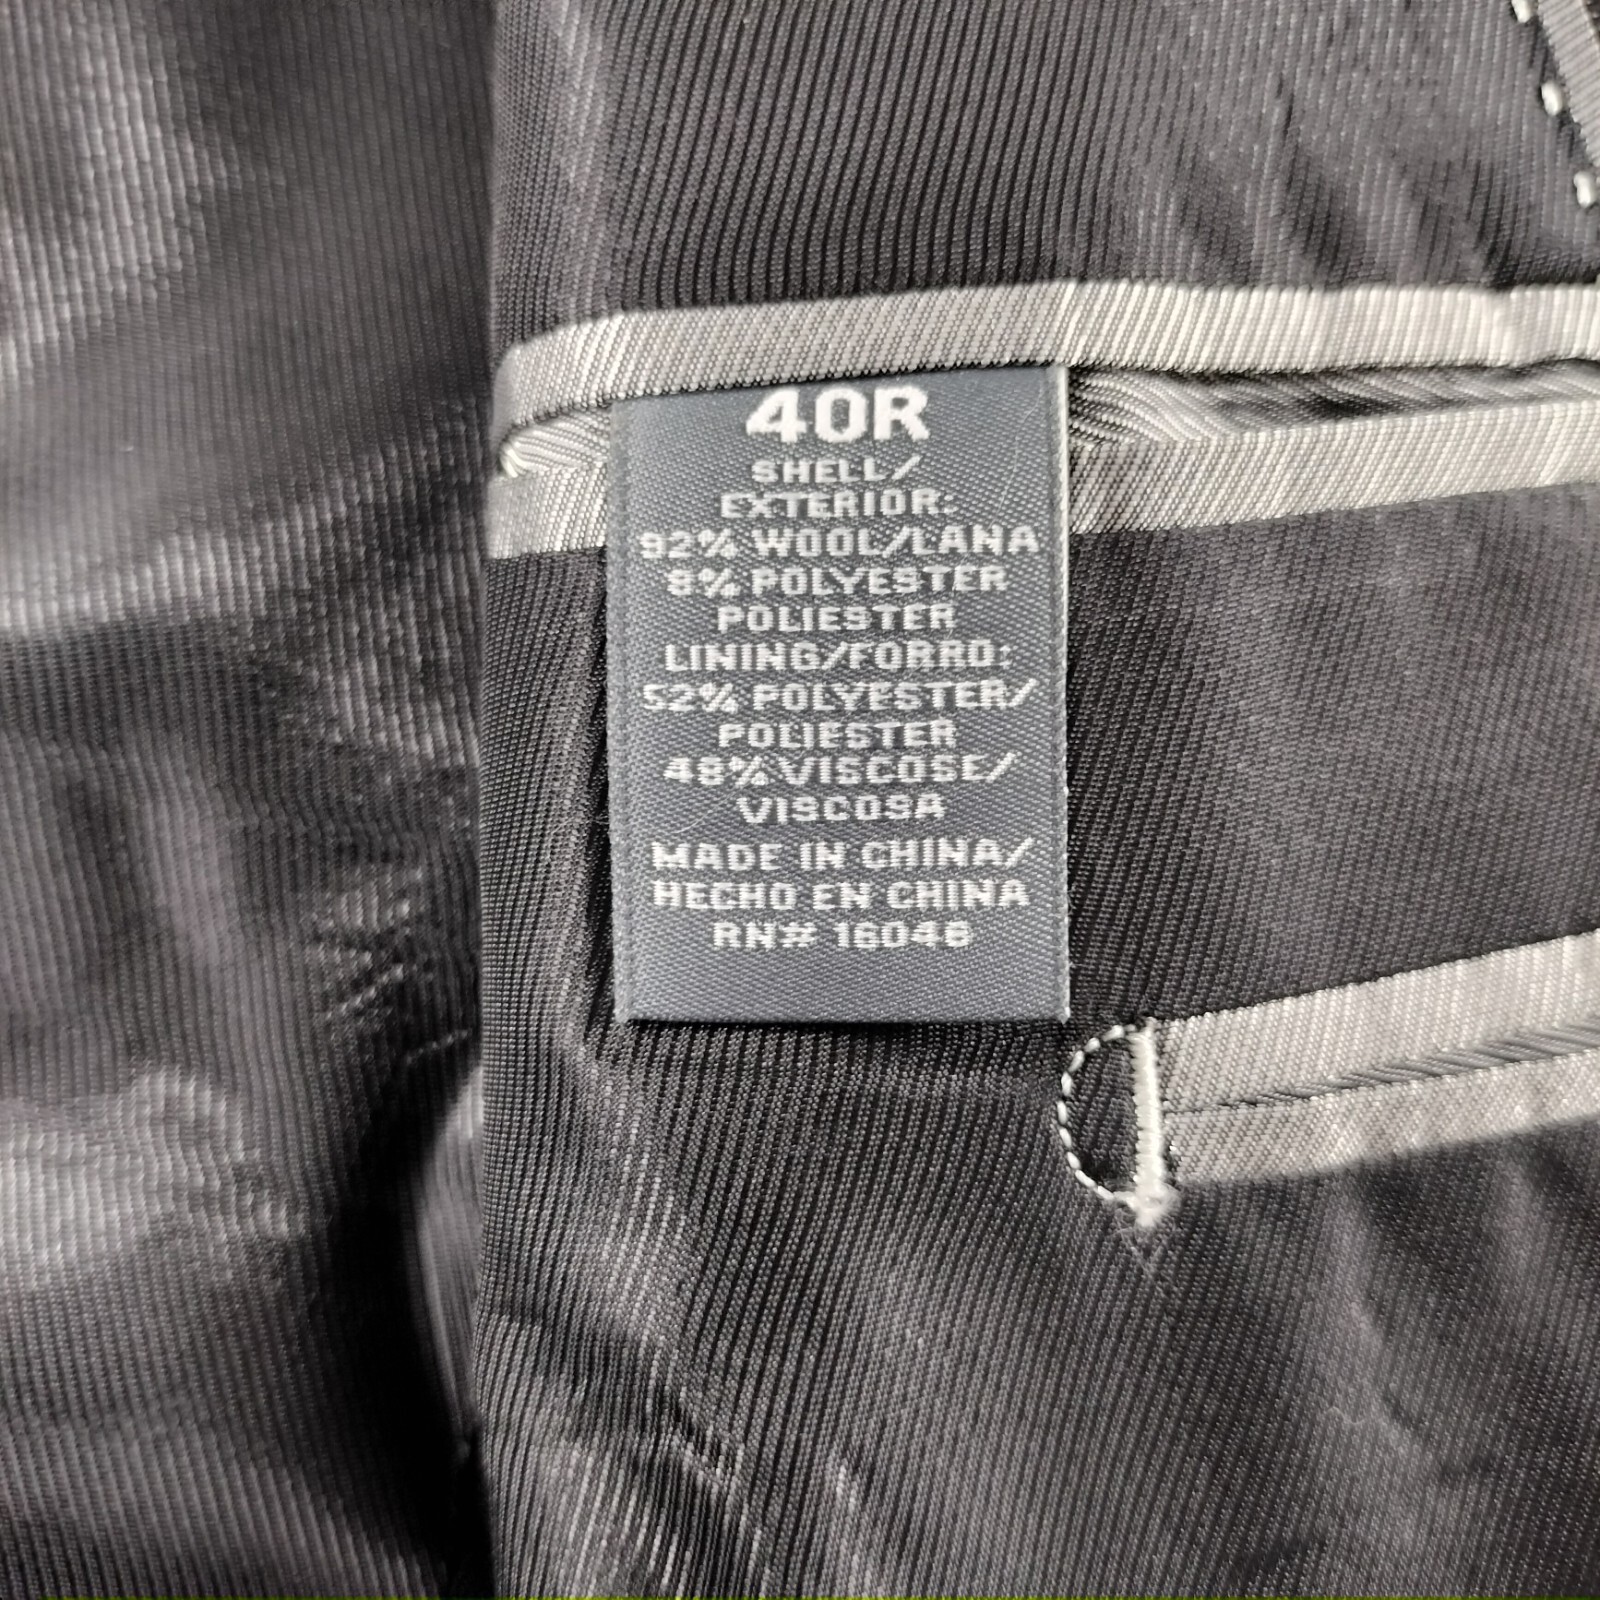 40R
SHELL/
EXTERIOR:
92% WOOL/LANA
8% POLYESTER
POLIESTER
LINING/FORRO:
52% POLYESTER/
POLIESTER
48% VISCOSE/
VISCOSA
MADE IN CHINA/
HECHO EN CHINA
RN# 16048